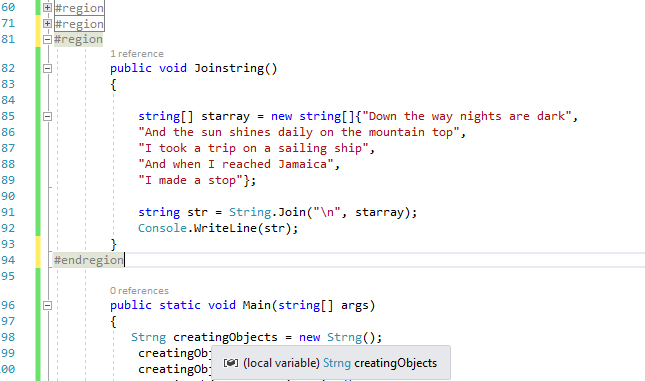 60 #region
71 #region
81 #region
1 reference
82 public void Joinstring()
83 {
84
85 string[] starray = new string[]{"Down the way nights are dark",
86 "And the sun shines daily on the mountain top",
87 "I took a trip on a sailing ship",
88 "And when I reached Jamaica",
89 "I made a stop"};
90
91 string str = String.Join("\n", starray);
92 Console.WriteLine(str);
93 }
94 #endregion
95
0 references
96 public static void Main(string[] args)
97 {
98 Strng creatingObjects = new Strng();
99 creatingObj
(local variable) Strng creatingObjects
100 creatingObj